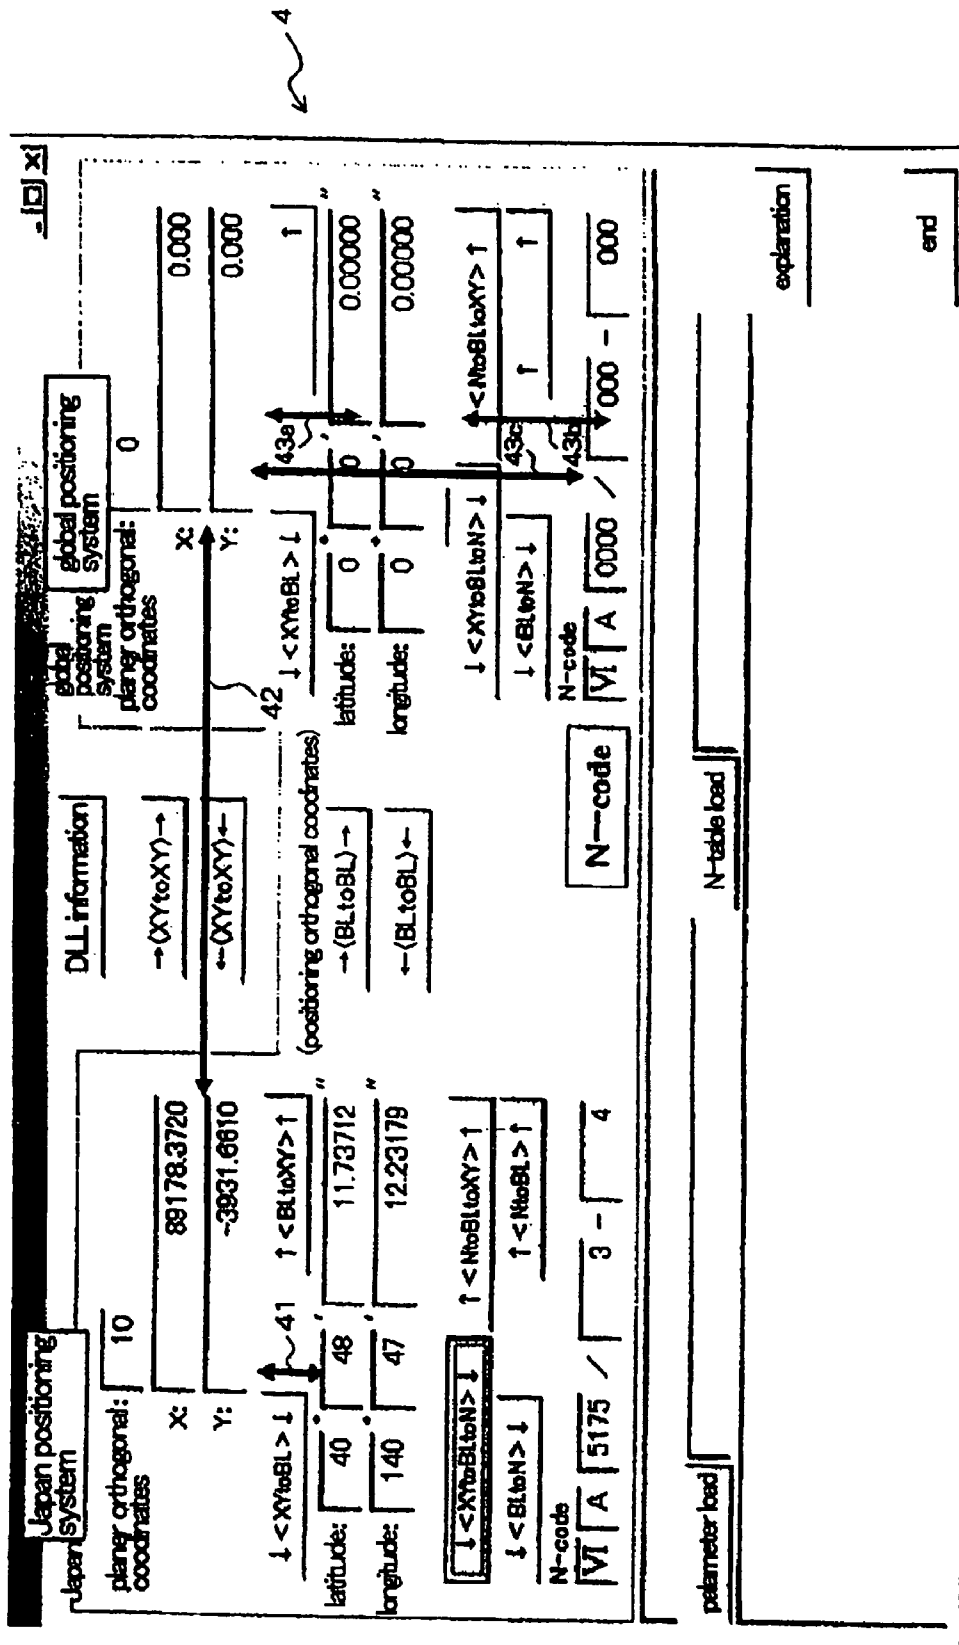 4
- □ X
Japan positioning
system
Japan
planer orthogonal:
coodinates
10
X:
89178.3720
Y:
-3931.6610
↓<XYtoBL>↓
↑<BLtoXY>↑
41
latitude:
40 ° 48 ' 11.73712 "
longitude:
140 ° 47 ' 12.23179 "
↓<XYtoBLtoN>↓
↑<NtoBLtoXY>↑
↓<BLtoN>↓
↑<NtoBL>↑
N-code
VI A 5175 / 3 - 4
DLL information
→(XYtoXY)→
←(XYtoXY)←
42
(positioning orthogonal coodnates)
→(BLtoBL)→
←(BLtoBL)←
N-code
global positioning
system
global
positioning
system
planer orthogonal:
coodinates
0
X:
0.000
Y:
0.000
↓<XYtoBL>↓
↑
43a
latitude:
0 ° 0 ' 0.00000 "
longitude:
0 ° 0 ' 0.00000 "
↓<XYtoBLtoN>↓
<NtoBLtoXY>↑
↓<BLtoN>↓
↑ ↑
43c
43b
N-code
VI A 0000 / 000 - 000
palameter load
N-table load
explanation
end